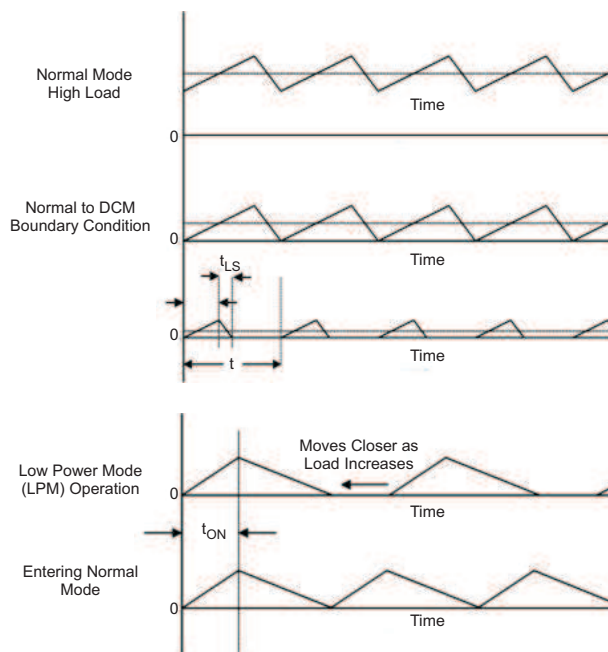 Normal Mode
High Load
Time
0
Normal to DCM
Boundary Condition
0
Time
tLS
0
Time
t
Low Power Mode
(LPM) Operation
Moves Closer as
Load Increases
0
Time
tON
Entering Normal
Mode
0
Time